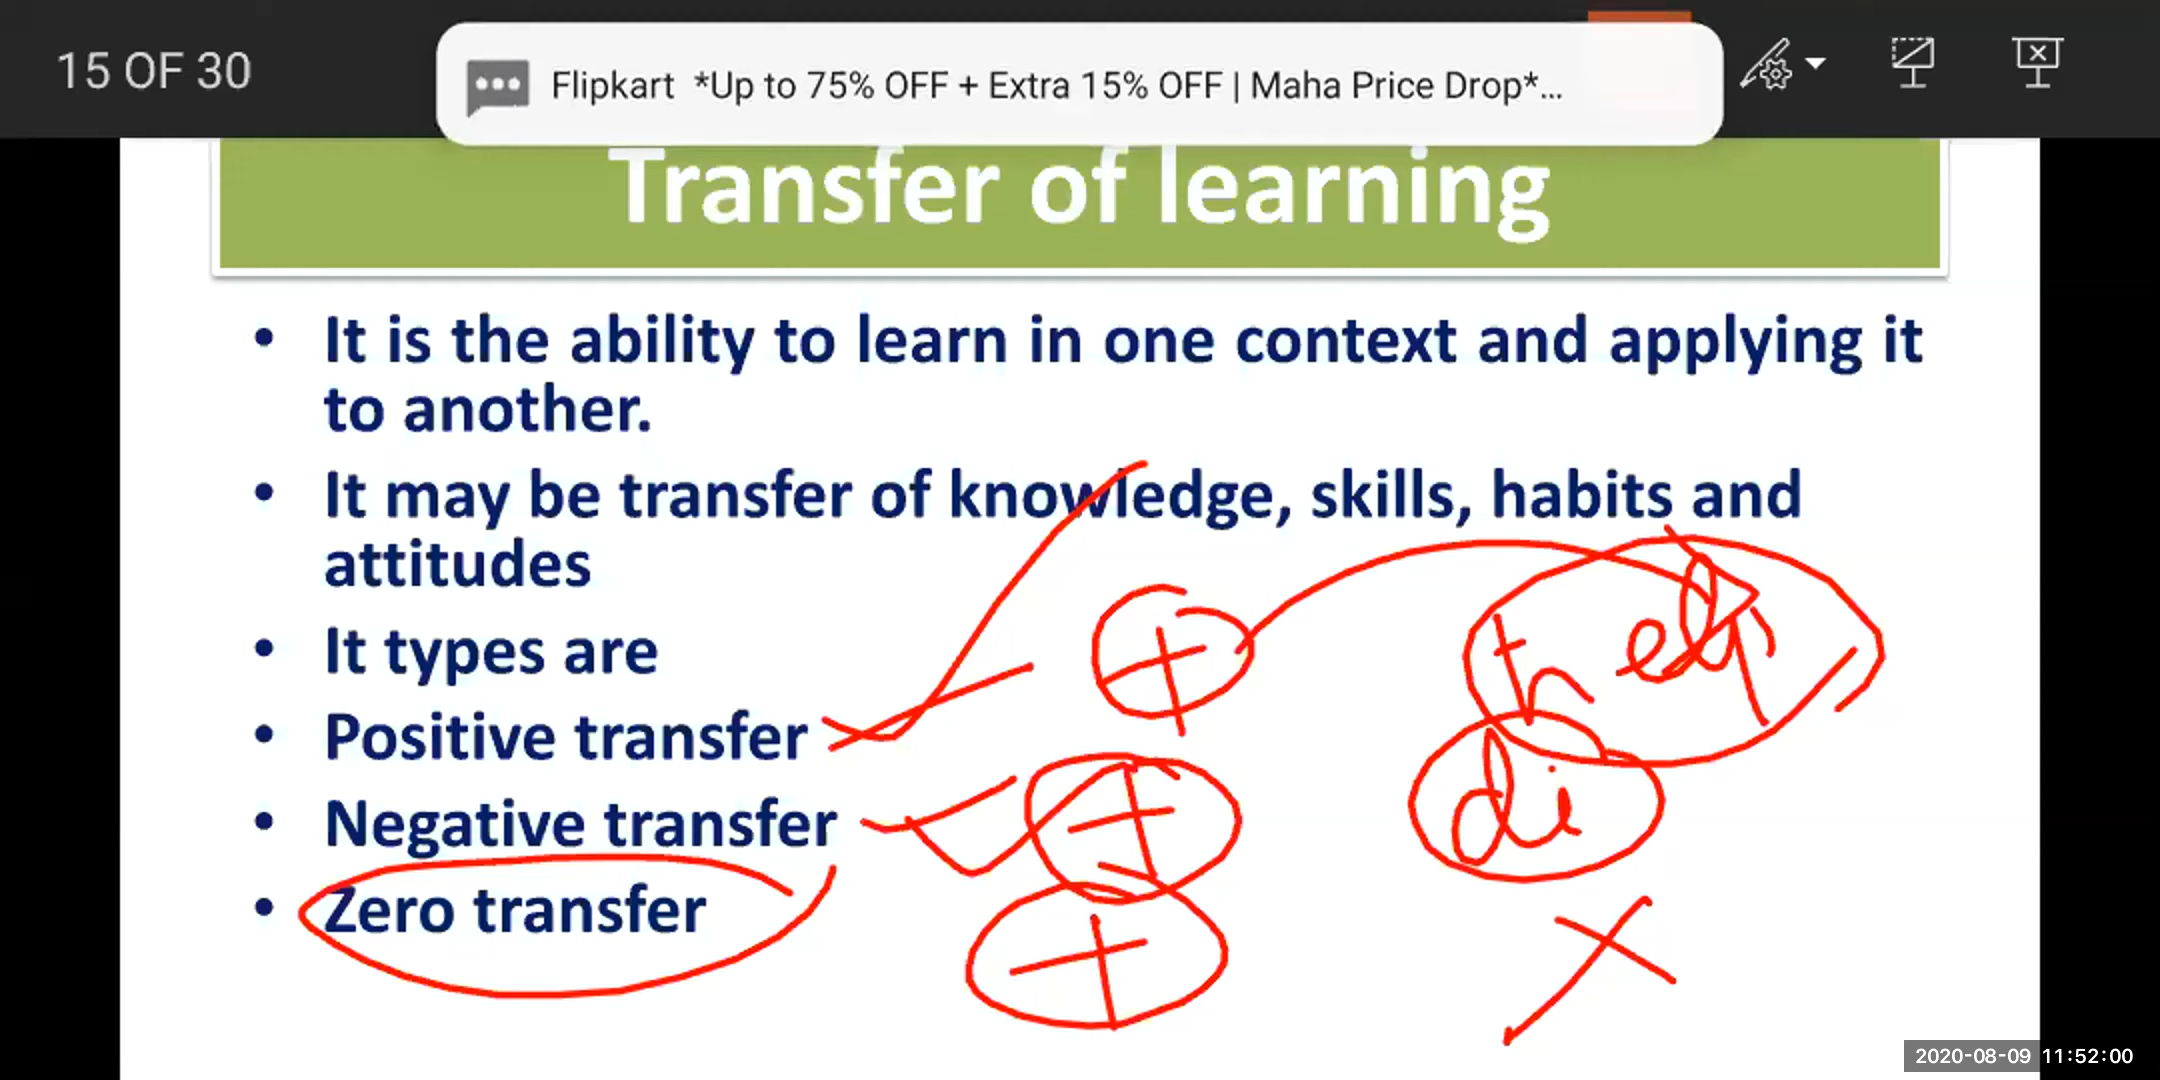 15 OF 30
Flipkart *Up to 75% OFF + Extra 15% OFF | Maha Price Drop*...
Transfer of learning
• It is the ability to learn in one context and applying it
to another.
• It may be transfer of knowledge, skills, habits and
attitudes
• It types are
• Positive transfer
• Negative transfer
• Zero transfer
+
help
+
di
+
2020-08-09 11:52:00